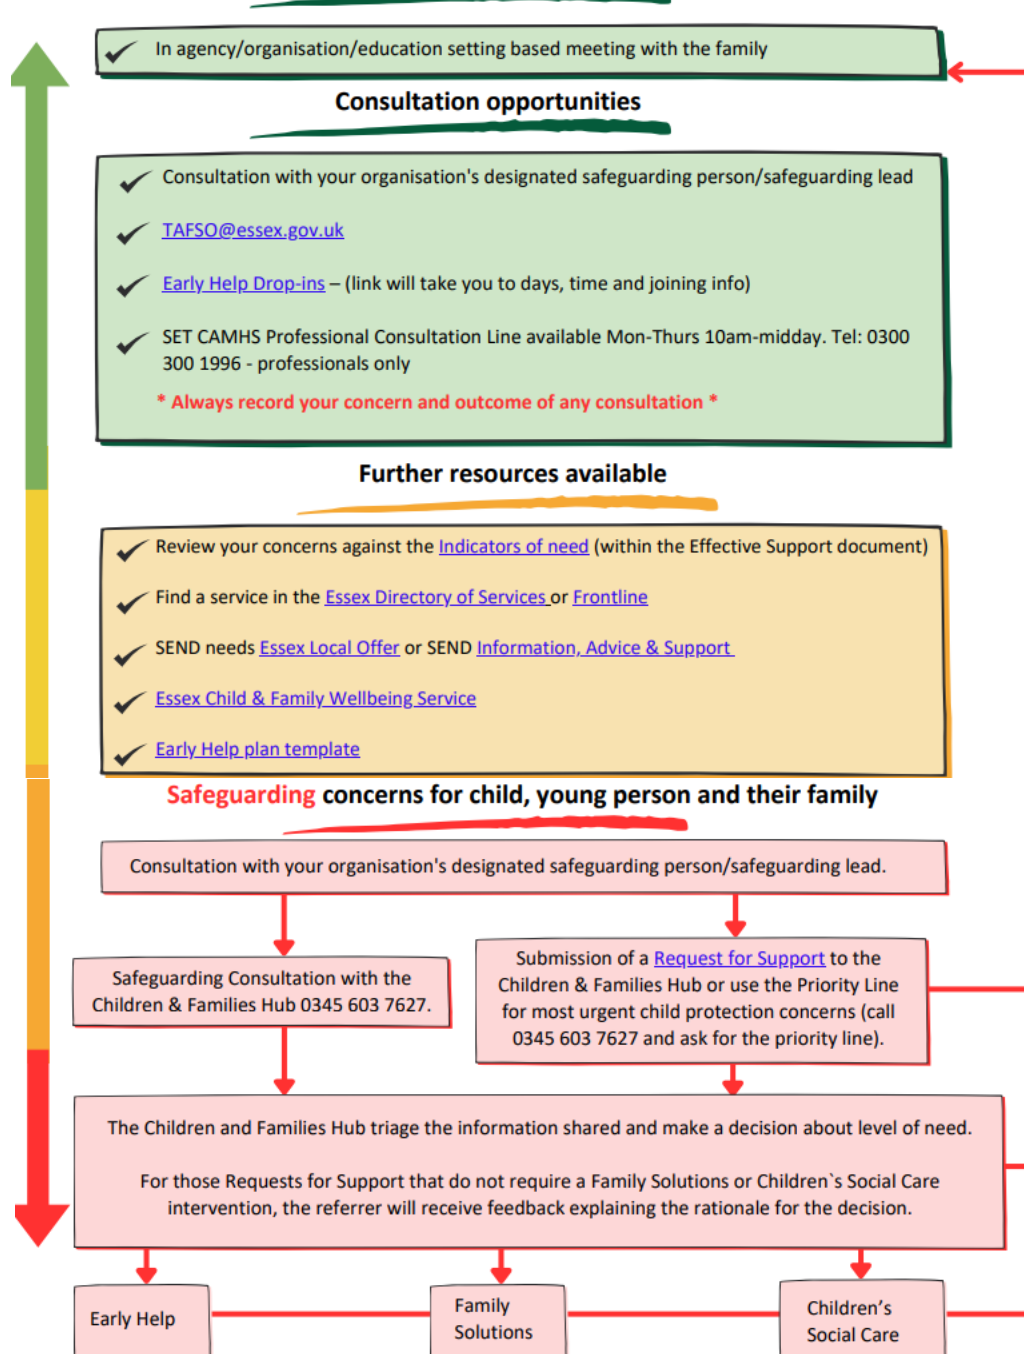 In agency/organisation/education setting based meeting with the family
Consultation opportunities
Consultation with your organisation's designated safeguarding person/safeguarding lead
TAFSO@essex.gov.uk
Early Help Drop-ins – (link will take you to days, time and joining info)
SET CAMHS Professional Consultation Line available Mon-Thurs 10am-midday. Tel: 0300
300 1996 - professionals only
* Always record your concern and outcome of any consultation *
Further resources available
Review your concerns against the Indicators of need (within the Effective Support document)
Find a service in the Essex Directory of Services or Frontline
SEND needs Essex Local Offer or SEND Information, Advice & Support
Essex Child & Family Wellbeing Service
Early Help plan template
Safeguarding concerns for child, young person and their family
Consultation with your organisation's designated safeguarding person/safeguarding lead.
Safeguarding Consultation with the
Children & Families Hub 0345 603 7627.
Submission of a Request for Support to the
Children & Families Hub or use the Priority Line
for most urgent child protection concerns (call
0345 603 7627 and ask for the priority line).
The Children and Families Hub triage the information shared and make a decision about level of need.
For those Requests for Support that do not require a Family Solutions or Children`s Social Care
intervention, the referrer will receive feedback explaining the rationale for the decision.
Early Help
Family
Solutions
Children's
Social Care